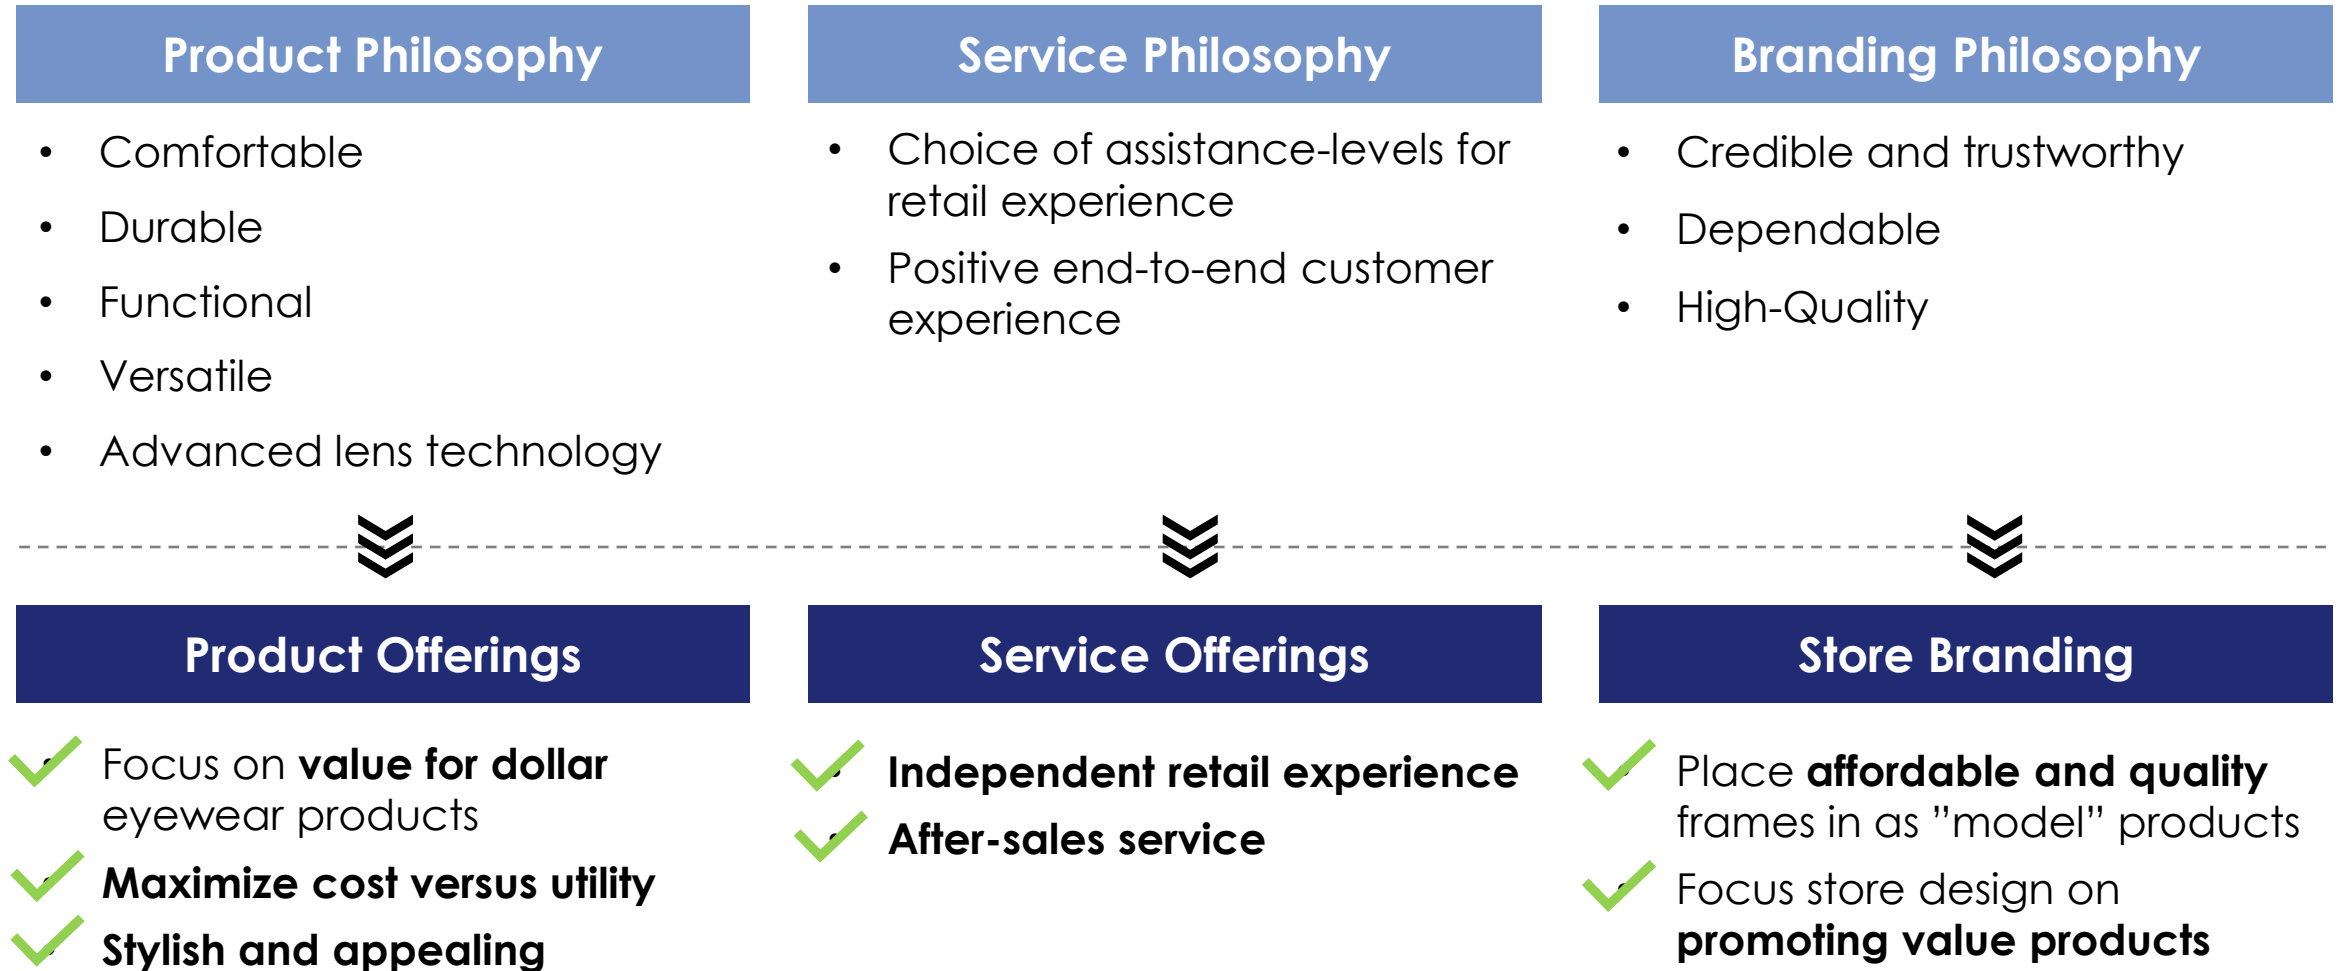 Product Philosophy
• Comfortable
• Durable
• Functional
• Versatile
• Advanced lens technology
Service Philosophy
• Choice of assistance-levels for
retail experience
• Positive end-to-end customer
experience
Branding Philosophy
• Credible and trustworthy
• Dependable
• High-Quality
Product Offerings
Focus on value for dollar
eyewear products
Maximize cost versus utility
Stylish and appealing
Service Offerings
Independent retail experience
After-sales service
Store Branding
Place affordable and quality
frames in as ”model” products
Focus store design on
promoting value products